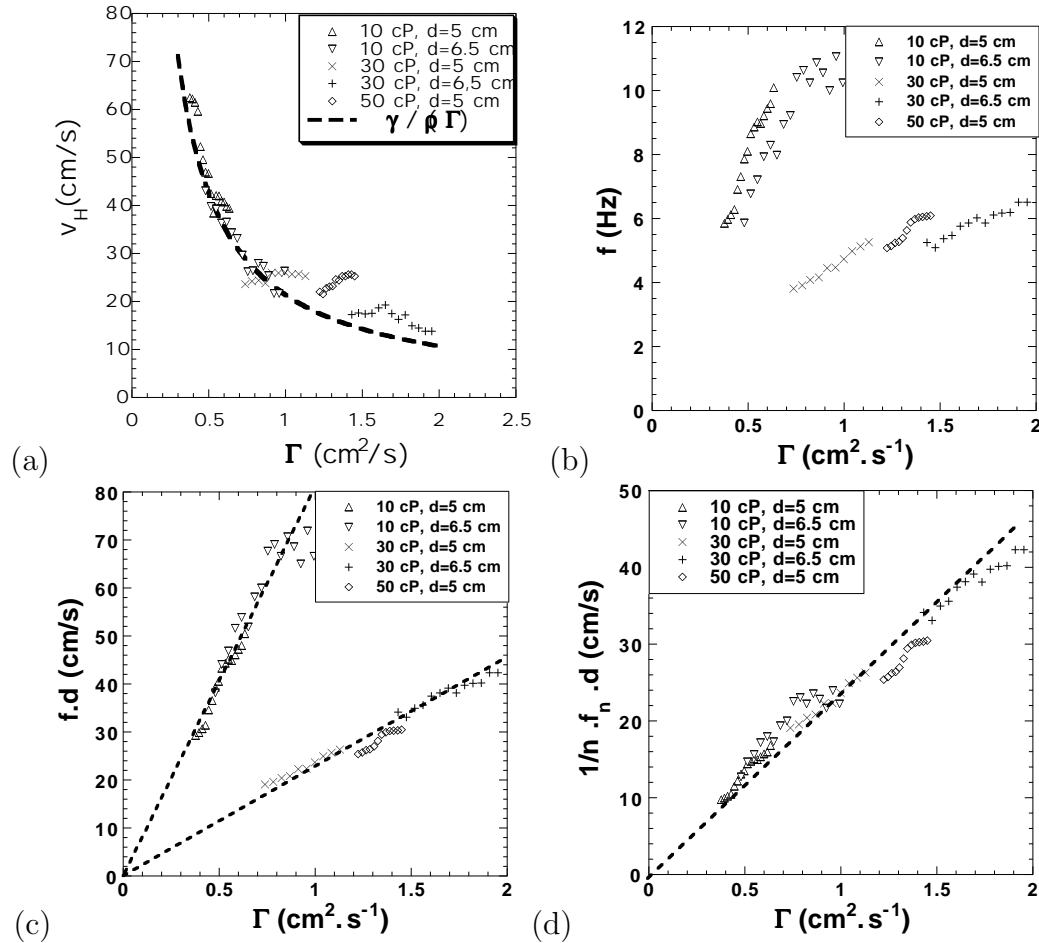 10 cP, d=5 cm
10 cP, d=6.5 cm
30 cP, d=5 cm
30 cP, d=6,5 cm
50 cP, d=5 cm
γ / ρ( Γ)
80
70
60
50
40
30
20
10
0
v_H(cm/s)
0 0.5 1 1.5 2 2.5
Γ (cm²/s)
(a)
10 cP, d=5 cm
10 cP, d=6.5 cm
30 cP, d=5 cm
30 cP, d=6.5 cm
50 cP, d=5 cm
12
10
8
6
4
2
0
f (Hz)
0 0.5 1 1.5 2
Γ (cm².s⁻¹)
(b)
10 cP, d=5 cm
10 cP, d=6.5 cm
30 cP, d=5 cm
30 cP, d=6.5 cm
50 cP, d=5 cm
80
70
60
50
40
30
20
10
0
f.d (cm/s)
0 0.5 1 1.5 2
Γ (cm².s⁻¹)
(c)
10 cP, d=5 cm
10 cP, d=6.5 cm
30 cP, d=5 cm
30 cP, d=6.5 cm
50 cP, d=5 cm
50
40
30
20
10
0
1/n .f_n .d (cm/s)
0 0.5 1 1.5 2
Γ (cm².s⁻¹)
(d)